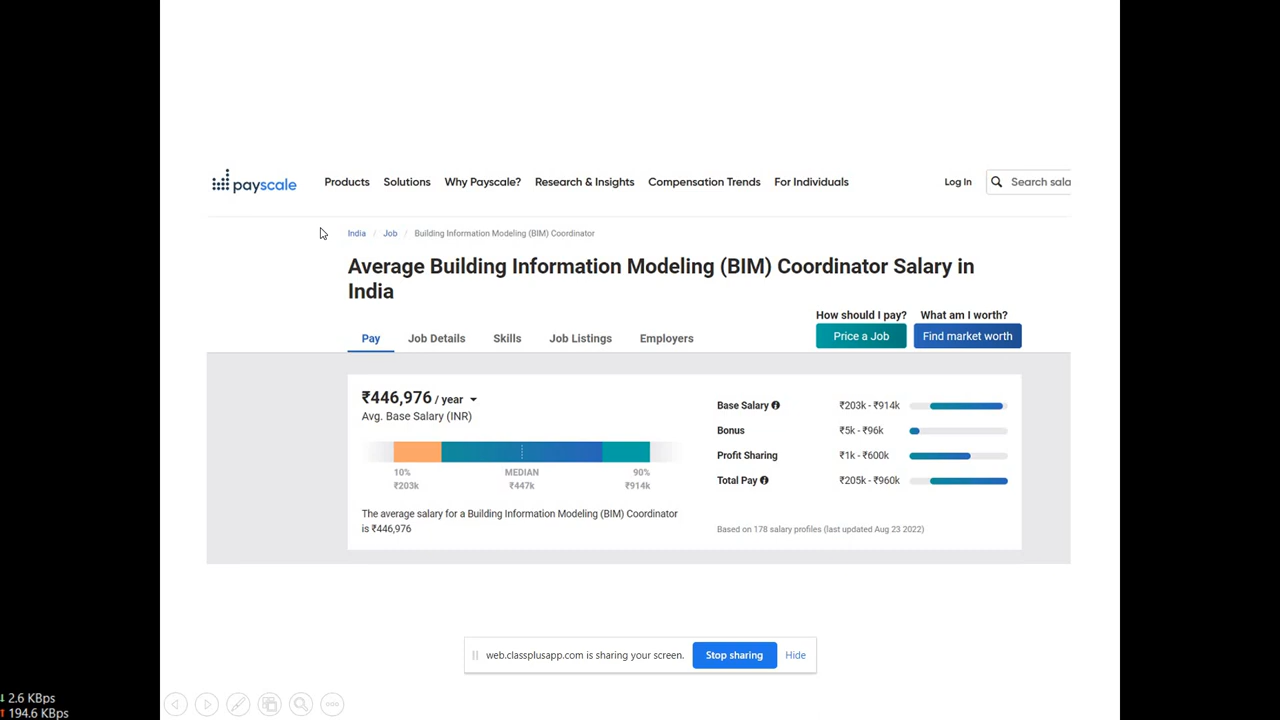 payscale
Products Solutions Why Payscale? Research & Insights Compensation Trends For Individuals Log In Search sala
India / Job / Building Information Modeling (BIM) Coordinator
Average Building Information Modeling (BIM) Coordinator Salary in
India
How should I pay? What am I worth?
Pay Job Details Skills Job Listings Employers Price a Job Find market worth
₹446,976 / year
Avg. Base Salary (INR)
10% MEDIAN 90%
₹203k ₹447k ₹914k
The average salary for a Building Information Modeling (BIM) Coordinator
is ₹446,976
Base Salary ₹203k - ₹914k
Bonus ₹5k - ₹96k
Profit Sharing ₹1k - ₹600k
Total Pay ₹205k - ₹960k
Based on 178 salary profiles (last updated Aug 23 2022)
web.classplusapp.com is sharing your screen. Stop sharing Hide
2.6 KBps
194.6 KBps